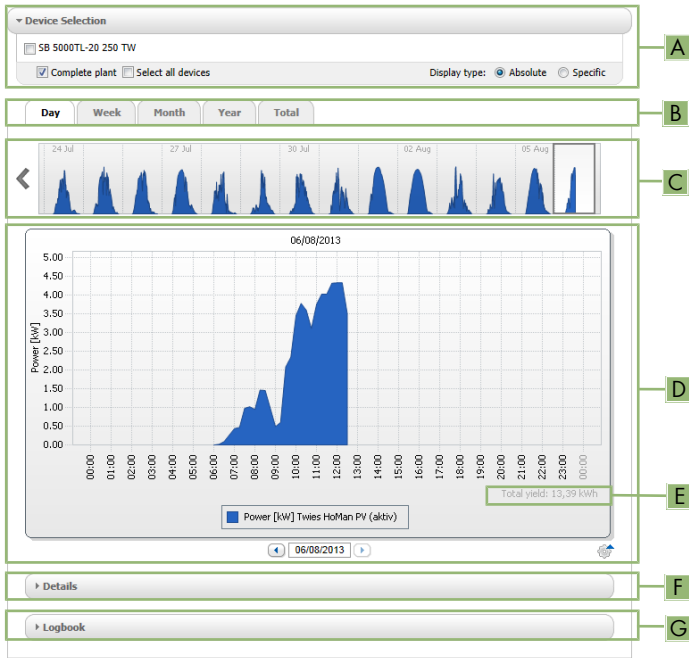 Device Selection
SB 5000TL-20 250 TW
Complete plant Select all devices Display type: Absolute Specific
A
Day Week Month Year Total
B
24 Jul 27 Jul 30 Jul 02 Aug 05 Aug
C
06/08/2013
Power [kW]
5.00
4.50
4.00
3.50
3.00
2.50
2.00
1.50
1.00
0.50
0.00
00:00 01:00 02:00 03:00 04:00 05:00 06:00 07:00 08:00 09:00 10:00 11:00 12:00 13:00 14:00 15:00 16:00 17:00 18:00 19:00 20:00 21:00 22:00 23:00 00:00
D
Total yield: 13,39 kWh
E
Power [kW] Twies HoMan PV (aktiv)
06/08/2013
Details
F
Logbook
G